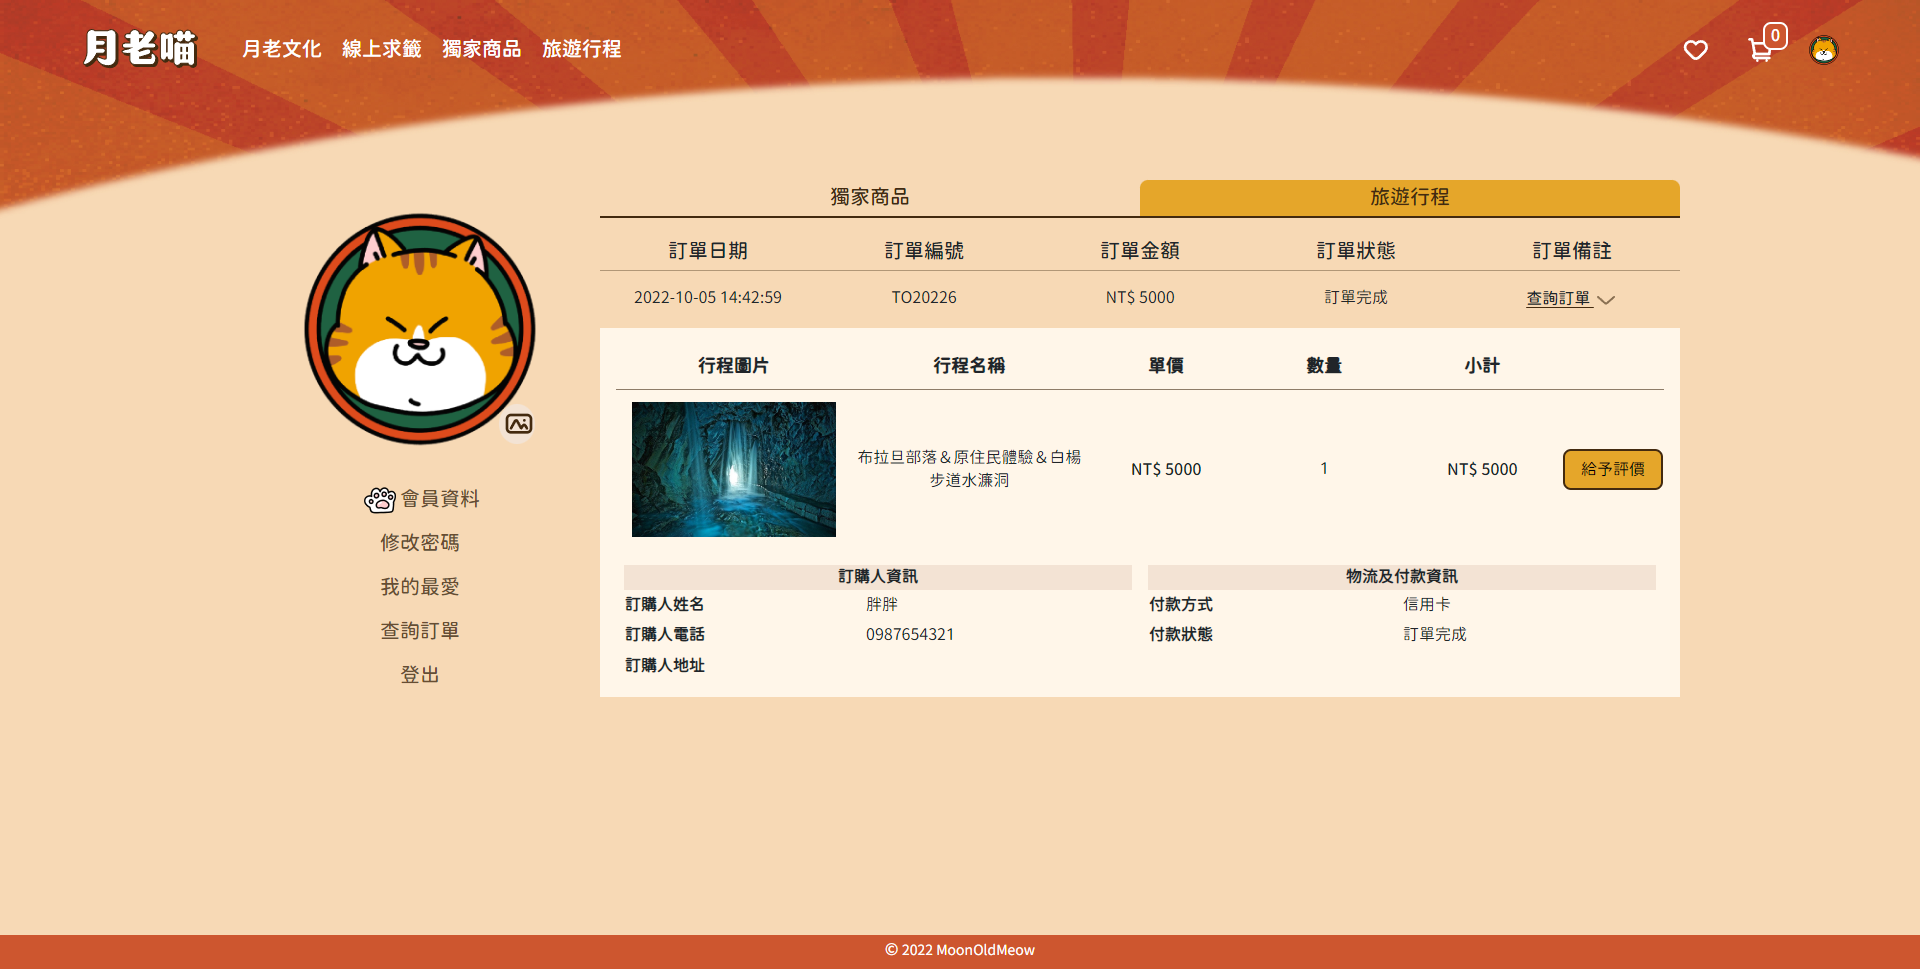 月老喵
月老文化 線上求籤 獨家商品 旅遊行程
0
獨家商品 旅遊行程
訂單日期 訂單編號 訂單金額 訂單狀態 訂單備註
2022-10-05 14:42:59 TO20226 NT$ 5000 訂單完成 查詢訂單
行程圖片 行程名稱 單價 數量 小計
布拉旦部落&原住民體驗&白楊
步道水濂洞
NT$ 5000 1 NT$ 5000 給予評價
訂購人資訊 物流及付款資訊
訂購人姓名 胖胖 付款方式 信用卡
訂購人電話 0987654321 付款狀態 訂單完成
訂購人地址
會員資料
修改密碼
我的最愛
查詢訂單
登出
© 2022 MoonOldMeow